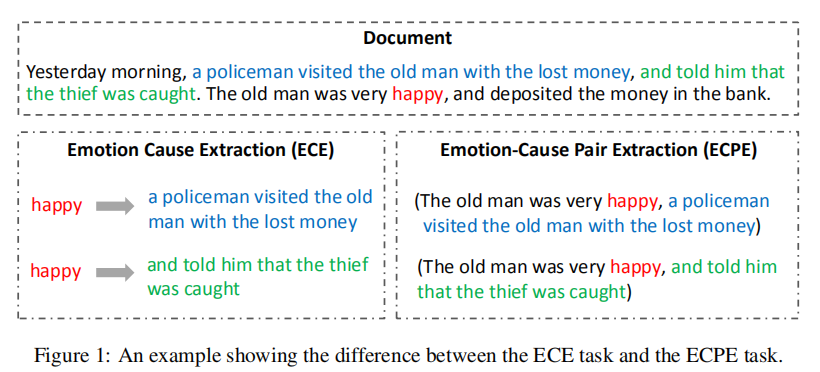 Document
Yesterday morning, a policeman visited the old man with the lost money, and told him that
the thief was caught. The old man was very happy, and deposited the money in the bank.
Emotion Cause Extraction (ECE)
happy
a policeman visited the old
man with the lost money
happy
and told him that the thief
was caught
Emotion-Cause Pair Extraction (ECPE)
(The old man was very happy, a policeman
visited the old man with the lost money)
(The old man was very happy, and told him
that the thief was caught)
Figure 1: An example showing the difference between the ECE task and the ECPE task.